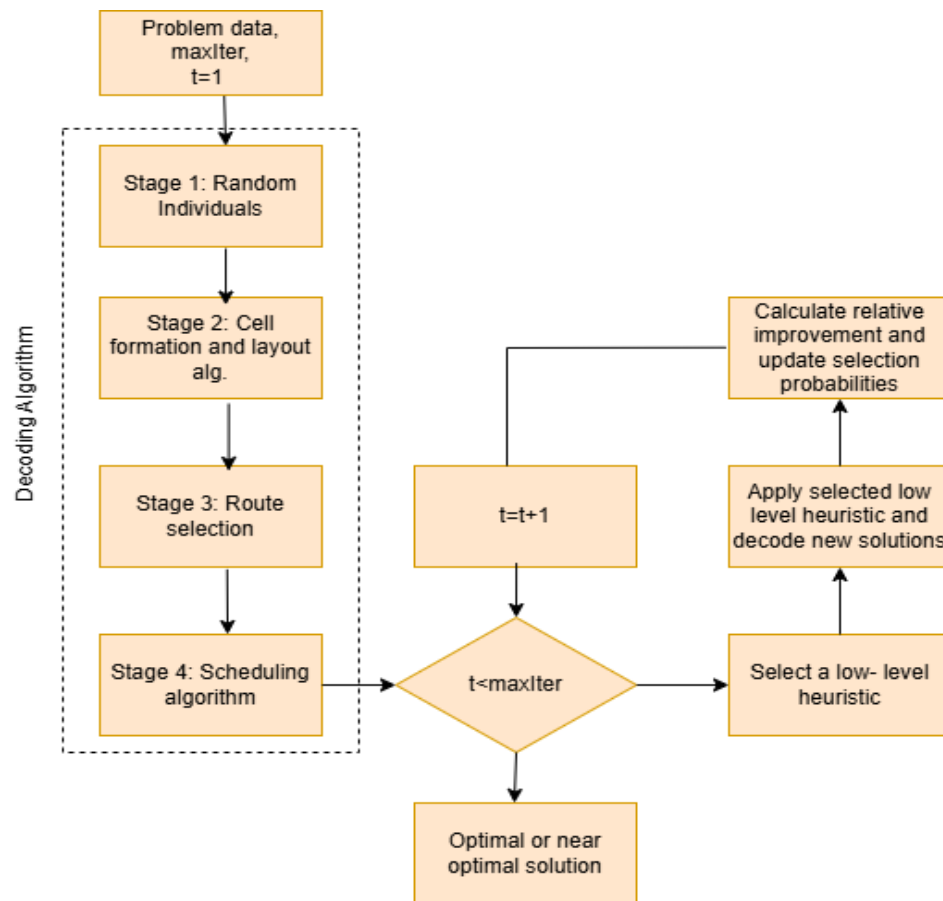 Problem data,
maxIter,
t=1
Decoding Algorithm
Stage 1: Random
Individuals
Stage 2: Cell
formation and layout
alg.
Stage 3: Route
selection
Stage 4: Scheduling
algorithm
t=t+1
t<maxIter
Optimal or near
optimal solution
Calculate relative
improvement and
update selection
probabilities
Apply selected low
level heuristic and
decode new solutions
Select a low- level
heuristic